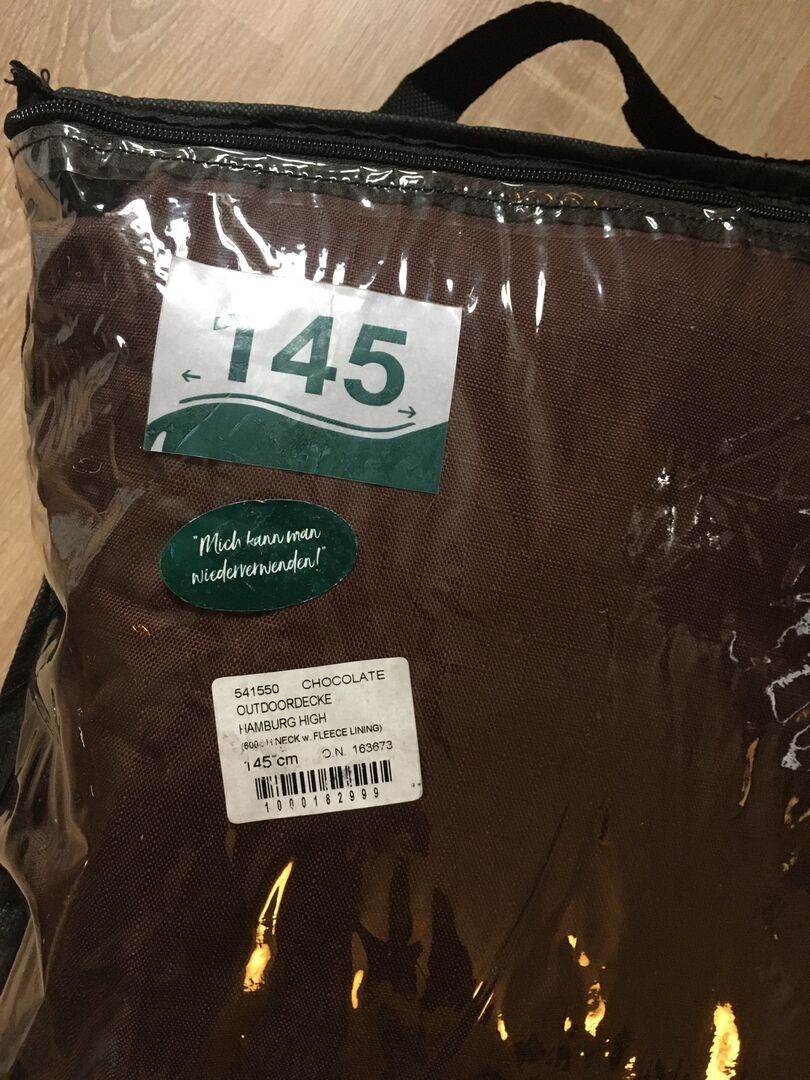 145
"Mich kann man
wiederverwenden!"
541550 CHOCOLATE
OUTDOORDECKE
HAMBURG HIGH
NECK w. FLEECE LINING)
145 cm O.N. 163673
1000182999